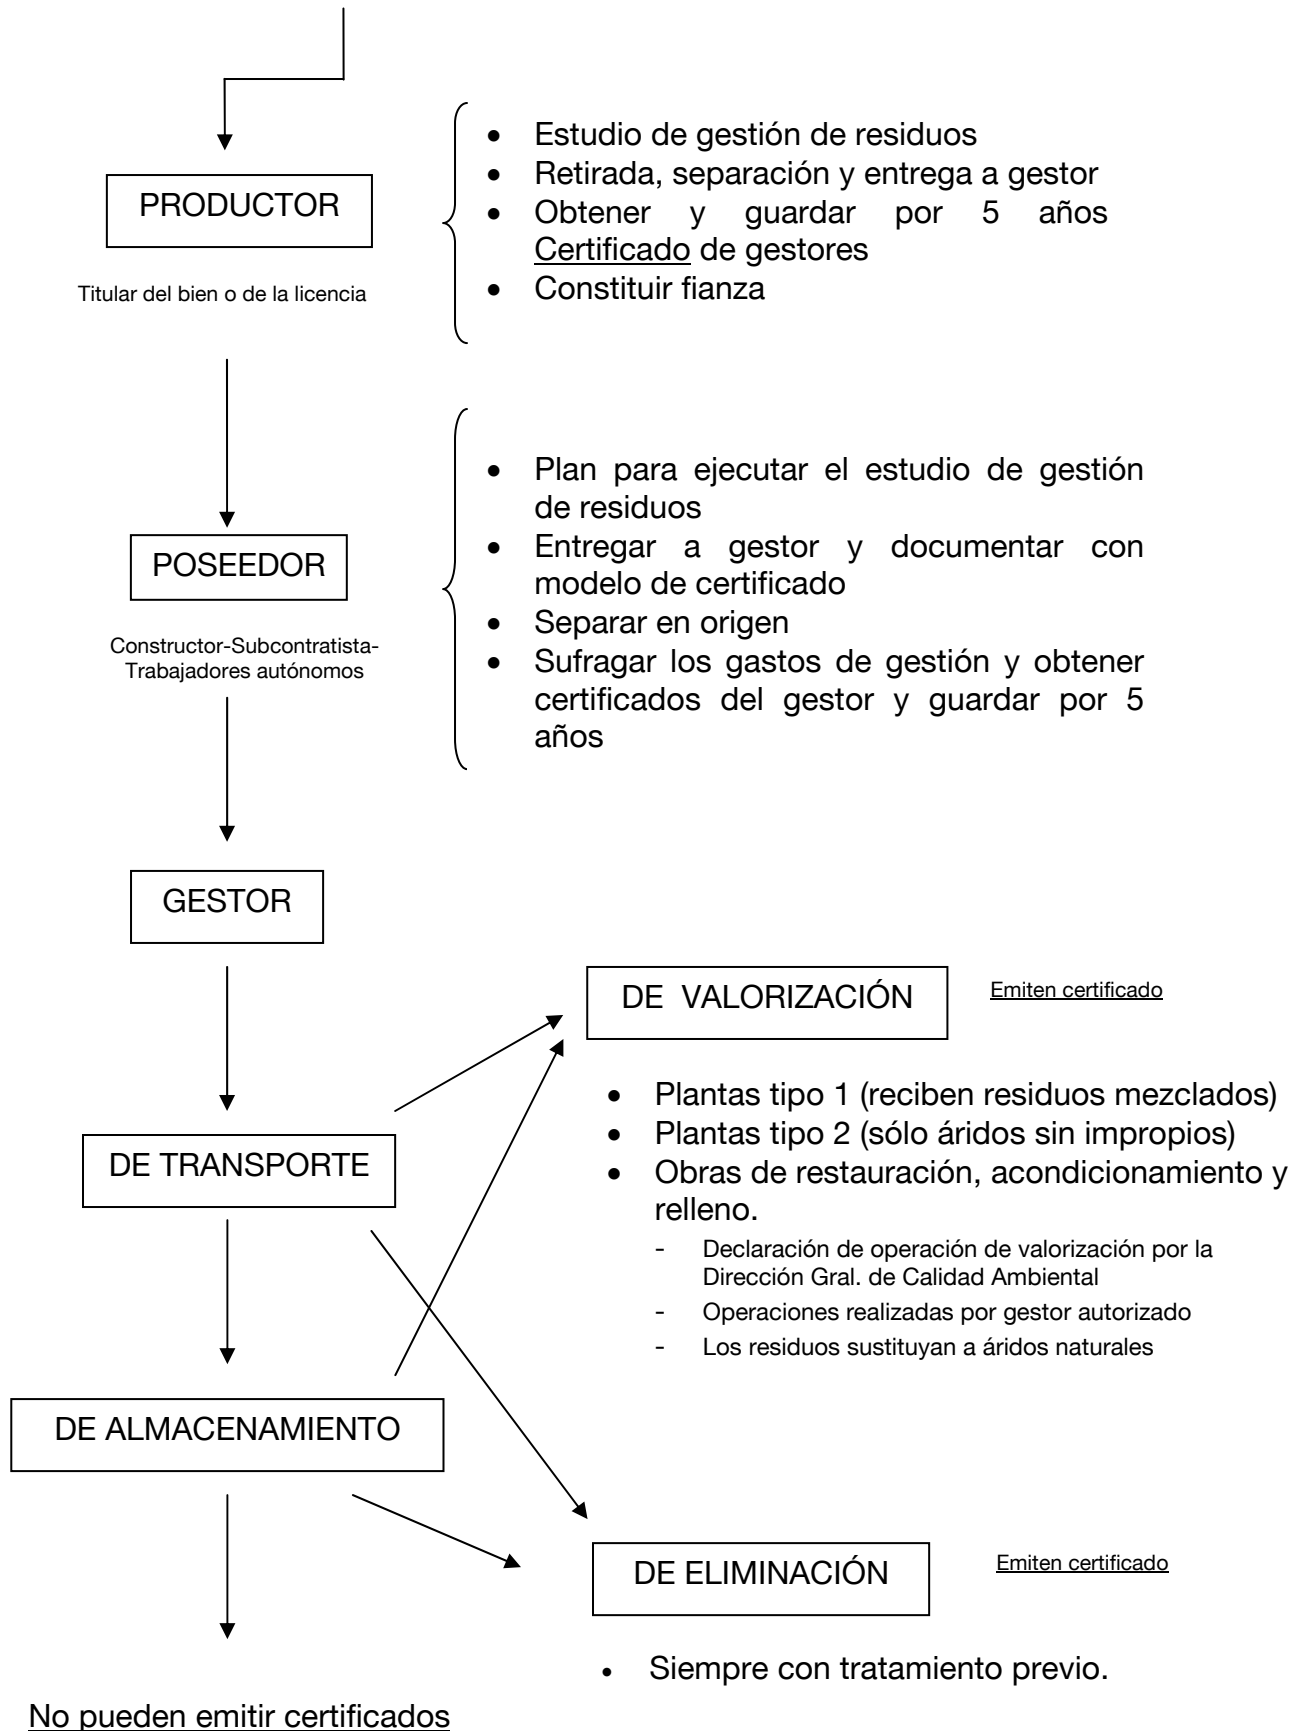 PRODUCTOR
Titular del bien o de la licencia
• Estudio de gestión de residuos
• Retirada, separación y entrega a gestor
• Obtener y guardar por 5 años
Certificado de gestores
• Constituir fianza
POSEEDOR
Constructor-Subcontratista-
Trabajadores autónomos
• Plan para ejecutar el estudio de gestión
de residuos
• Entregar a gestor y documentar con
modelo de certificado
• Separar en origen
• Sufragar los gastos de gestión y obtener
certificados del gestor y guardar por 5
años
GESTOR
DE VALORIZACIÓN
Emiten certificado
• Plantas tipo 1 (reciben residuos mezclados)
• Plantas tipo 2 (sólo áridos sin impropios)
• Obras de restauración, acondicionamiento y
relleno.
- Declaración de operación de valorización por la
Dirección Gral. de Calidad Ambiental
- Operaciones realizadas por gestor autorizado
- Los residuos sustituyan a áridos naturales
DE TRANSPORTE
DE ALMACENAMIENTO
DE ELIMINACIÓN
Emiten certificado
• Siempre con tratamiento previo.
No pueden emitir certificados